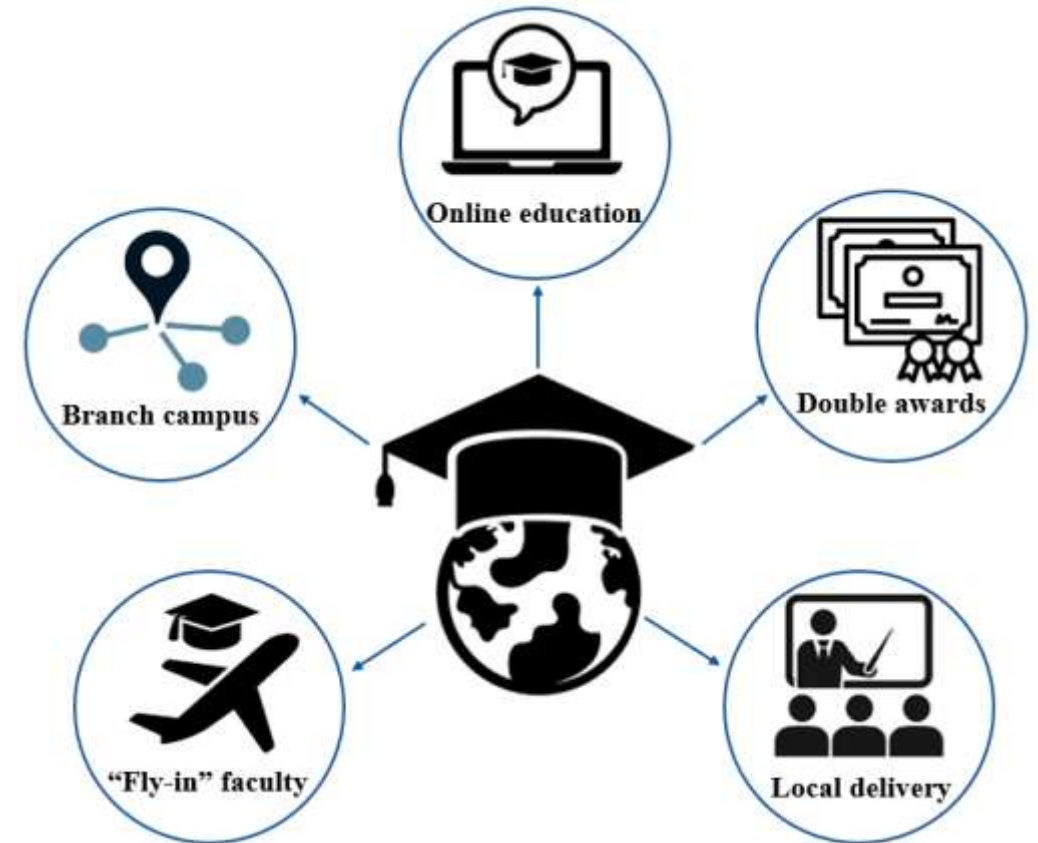 Online education
Branch campus
Double awards
“Fly-in” faculty
Local delivery